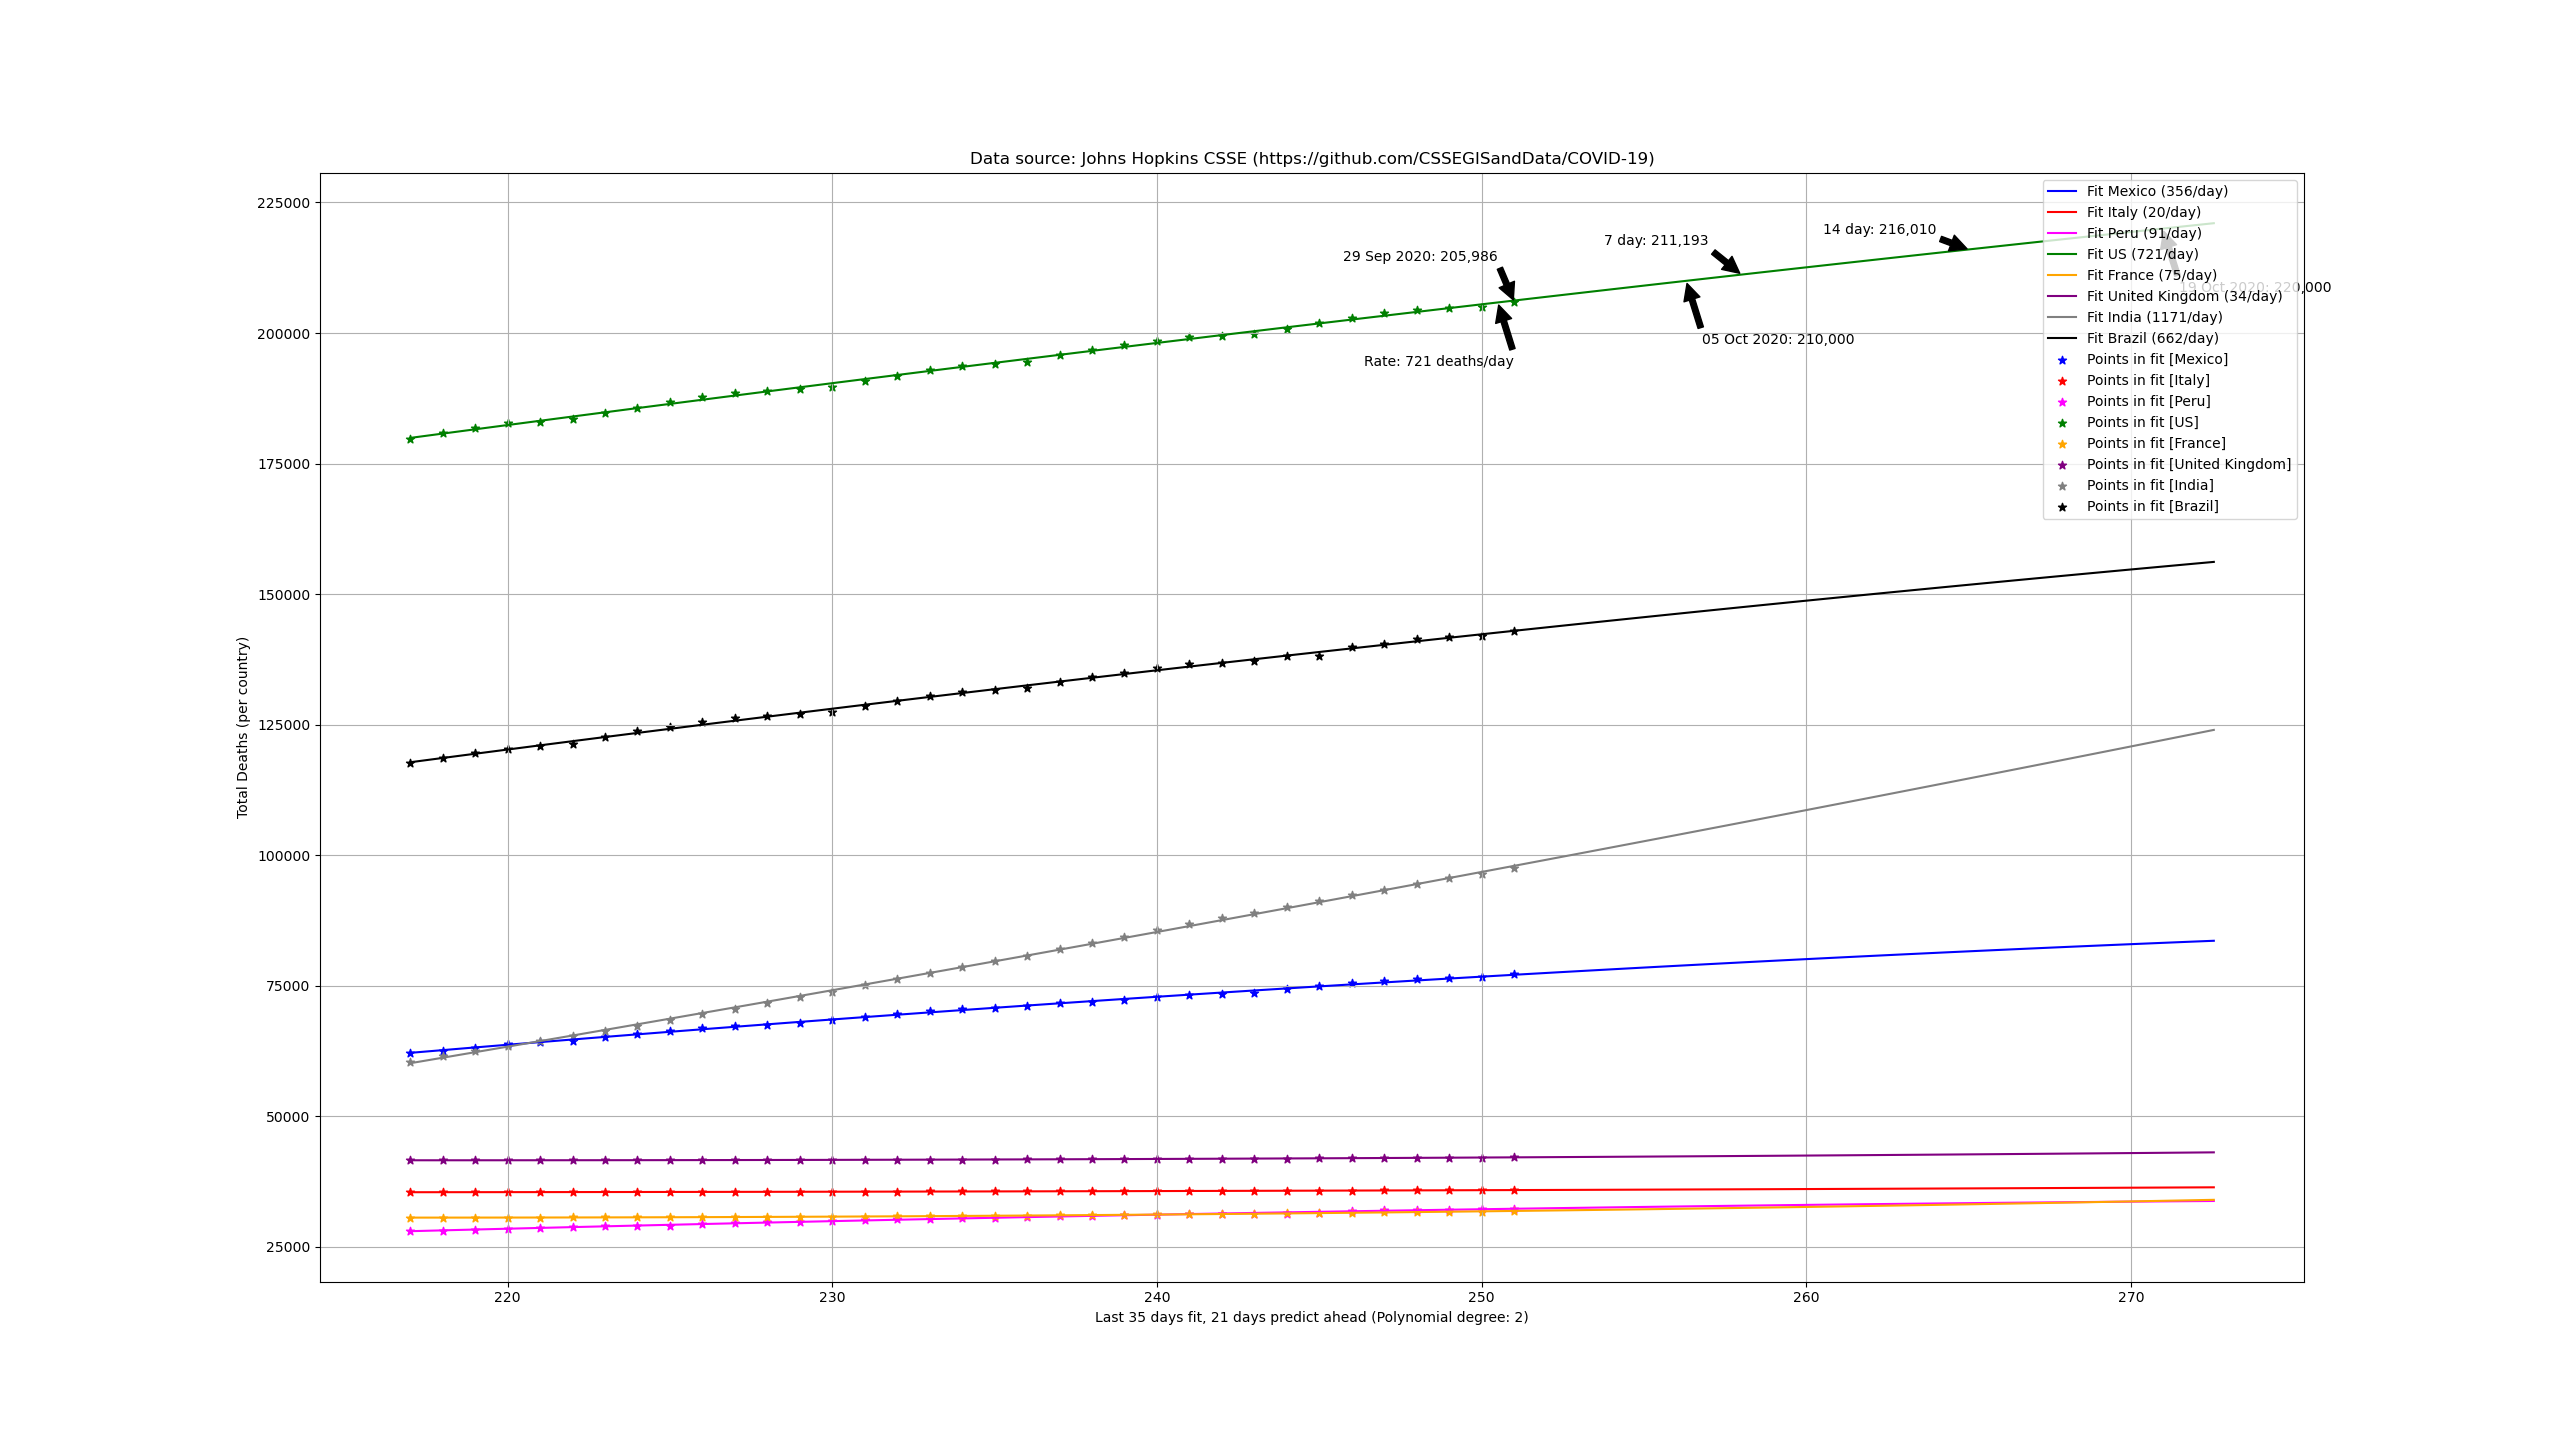 Data source: Johns Hopkins CSSE (https://github.com/CSSEGISandData/COVID-19)
Total Deaths (per country)
225000
200000
175000
150000
125000
100000
75000
50000
25000
29 Sep 2020: 205,986
7 day: 211,193
14 day: 216,010
Rate: 721 deaths/day
05 Oct 2020: 210,000
19 Oct 2020: 220,000
Fit Mexico (356/day)
Fit Italy (20/day)
Fit Peru (91/day)
Fit US (721/day)
Fit France (75/day)
Fit United Kingdom (34/day)
Fit India (1171/day)
Fit Brazil (662/day)
Points in fit [Mexico]
Points in fit [Italy]
Points in fit [Peru]
Points in fit [US]
Points in fit [France]
Points in fit [United Kingdom]
Points in fit [India]
Points in fit [Brazil]
220 230 240 250 260 270
Last 35 days fit, 21 days predict ahead (Polynomial degree: 2)